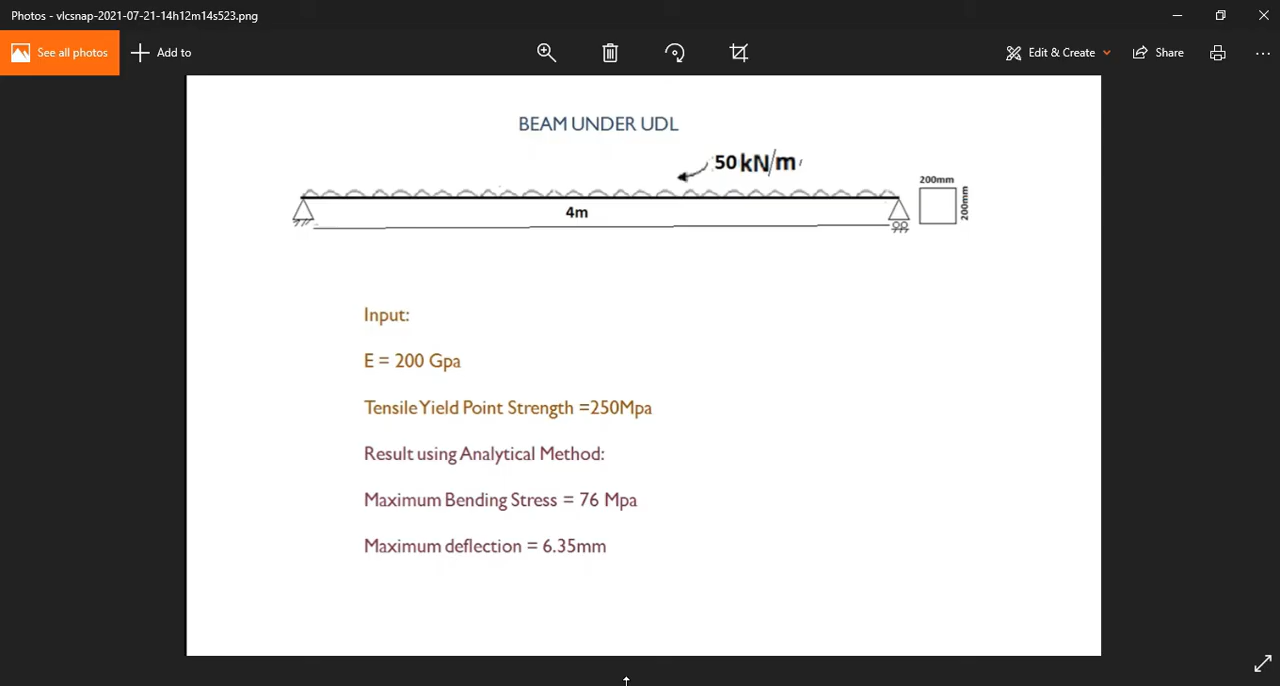 Photos - vlcsnap-2021-07-21-14h12m14s523.png
See all photos
Add to
Edit & Create
Share
BEAM UNDER UDL
50 kN/m
200mm
200mm
4m
Input:
E = 200 Gpa
Tensile Yield Point Strength =250Mpa
Result using Analytical Method:
Maximum Bending Stress = 76 Mpa
Maximum deflection = 6.35mm